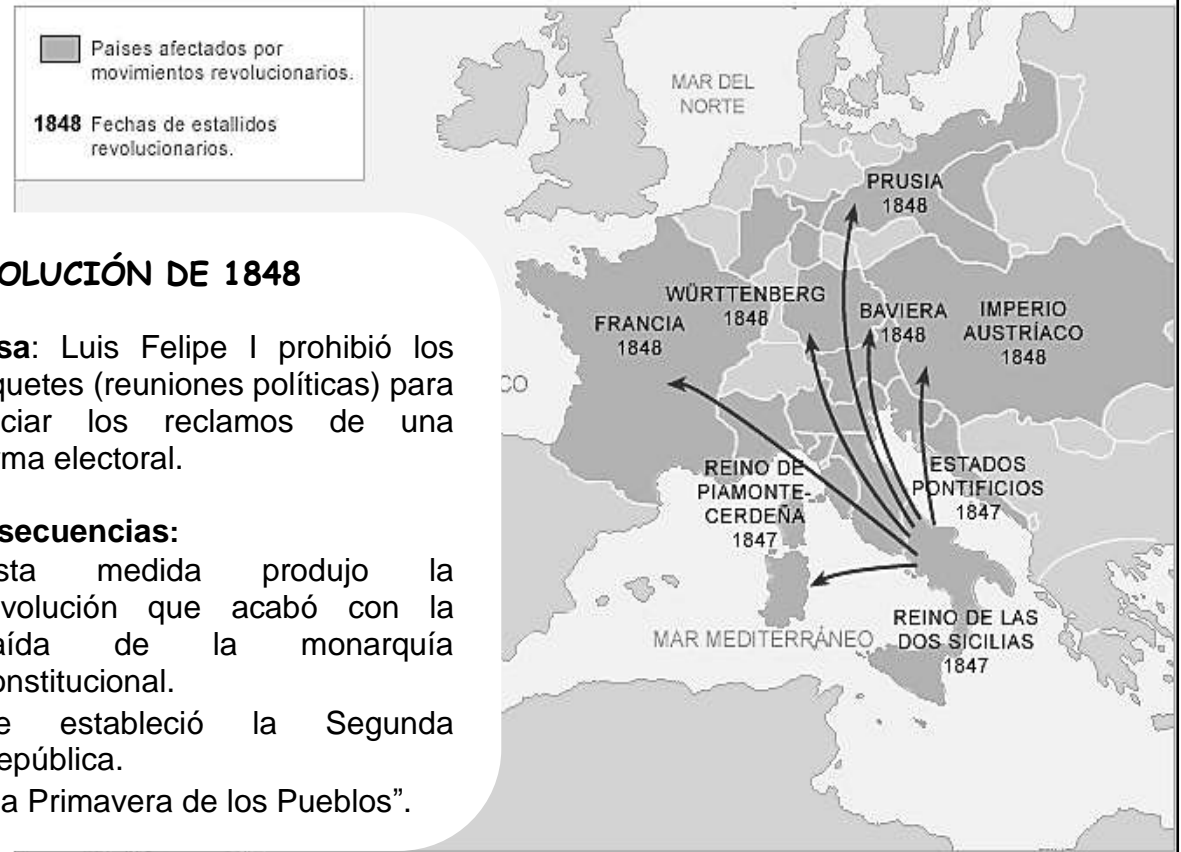 Paises afectados por
movimientos revolucionarios.
1848 Fechas de estallidos
revolucionarios.
OLUCIÓN DE 1848
sa: Luis Felipe I prohibió los
quetes (reuniones políticas) para
ciar los reclamos de una
rma electoral.
secuencias:
sta medida produjo la
volución que acabó con la
aída de la monarquía
onstitucional.
e estableció la Segunda
epública.
a Primavera de los Pueblos”.
MAR DEL
NORTE
PRUSIA
1848
WÜRTTENBERG
1848
BAVIERA
1848
IMPERIO
AUSTRÍACO
1848
FRANCIA
1848
CO
REINO DE
PIAMONTE-
CERDEÑA
1847
ESTADOS
PONTIFICIOS
1847
MAR MEDITERRÁNEO
REINO DE LAS
DOS SICILIAS
1847